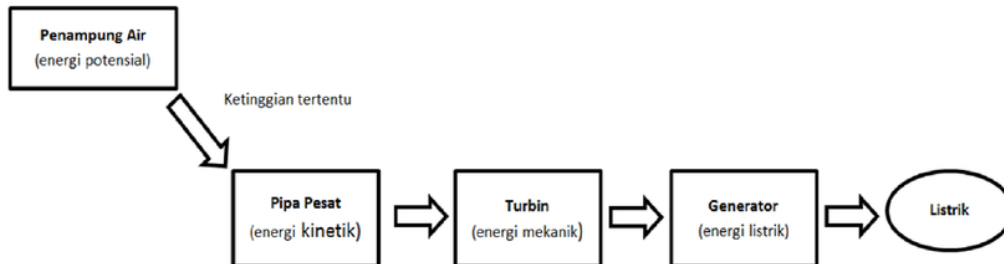 Penampung Air
(energi potensial)
Ketinggian tertentu
Pipa Pesat
(energi kinetik)
Turbin
(energi mekanik)
Generator
(energi listrik)
Listrik